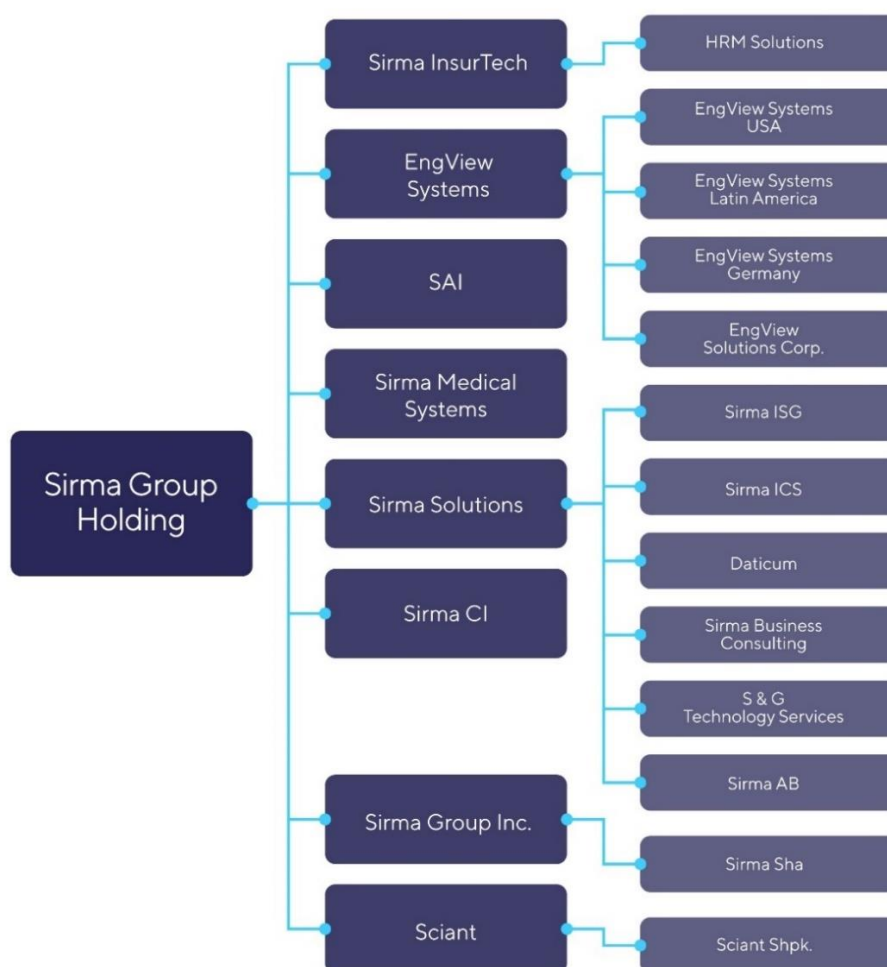 Sirma Group
Holding
Sirma InsurTech
EngView
Systems
SAI
Sirma Medical
Systems
Sirma Solutions
Sirma CI
Sirma Group Inc.
Sciant
HRM Solutions
EngView Systems
USA
EngView Systems
Latin America
EngView Systems
Germany
EngView
Solutions Corp.
Sirma ISG
Sirma ICS
Daticum
Sirma Business
Consulting
S & G
Technology Services
Sirma AB
Sirma Sha
Sciant Shpk.